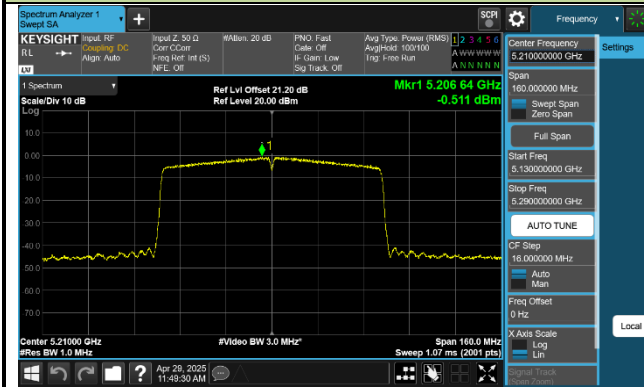 Spectrum Analyzer 1
Swept SA
SCPI
Frequency
KEYSIGHT
RL
LXI
Input: RF
Coupling: DC
Align: Auto
Input Z: 50 Ω
Corr CCorr
Freq Ref: Int (S)
NFE: Off
#Atten: 20 dB
PNO: Fast
Gate: Off
IF Gain: Low
Sig Track: Off
Avg Type: Power (RMS)
Avg|Hold: 100/100
Trig: Free Run
1 2 3 4 5 6
A W W W W W
A N N N N N
1 Spectrum
Scale/Div 10 dB
Log
Ref Lvl Offset 21.20 dB
Ref Level 20.00 dBm
Mkr1 5.206 64 GHz
-0.511 dBm
1
10.0
0.00
-10.0
-20.0
-30.0
-40.0
-50.0
-60.0
-70.0
Center 5.21000 GHz
#Res BW 1.0 MHz
#Video BW 3.0 MHz*
Span 160.0 MHz
Sweep 1.07 ms (2001 pts)
Apr 29, 2025
11:49:30 AM
Center Frequency
5.210000000 GHz
Span
160.000000 MHz
Swept Span
Zero Span
Full Span
Start Freq
5.130000000 GHz
Stop Freq
5.290000000 GHz
AUTO TUNE
CF Step
16.000000 MHz
Auto
Man
Freq Offset
0 Hz
X Axis Scale
Log
Lin
Signal Track
(Span Zoom)
Settings
Local